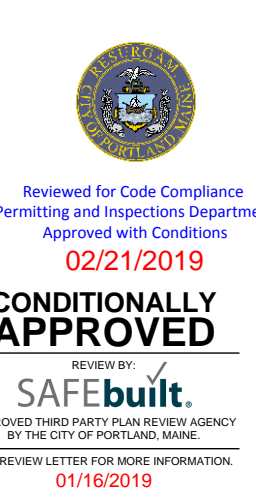 RESURGAM
CITY OF PORTLAND MAINE
Reviewed for Code Compliance
Permitting and Inspections Departme
Approved with Conditions
02/21/2019
CONDITIONALLY
APPROVED
REVIEW BY:
SAFEbuilt.
OVED THIRD PARTY PLAN REVIEW AGENCY
BY THE CITY OF PORTLAND, MAINE.
REVIEW LETTER FOR MORE INFORMATION.
01/16/2019